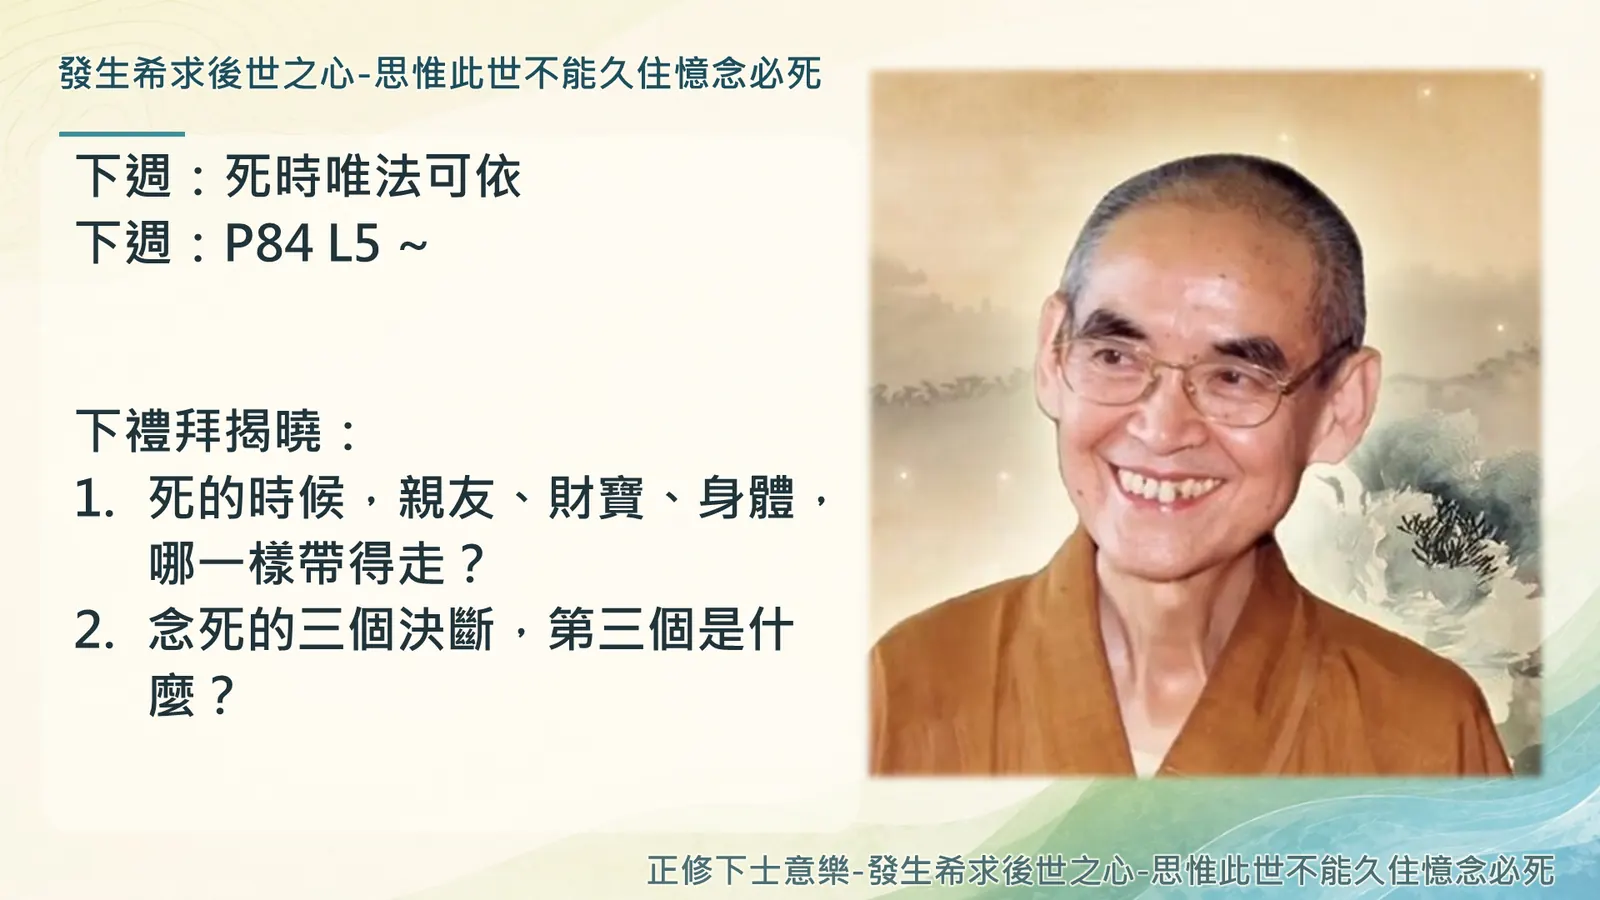 發生希求後世之心-思惟此世不能久住憶念必死
下週：死時唯法可依
下週：P84 L5 ~
下禮拜揭曉：
1. 死的時候，親友、財寶、身體，
哪一樣帶得走？
2. 念死的三個決斷，第三個是什
麼？
正修下士意樂-發生希求後世之心-思惟此世不能久住憶念必死